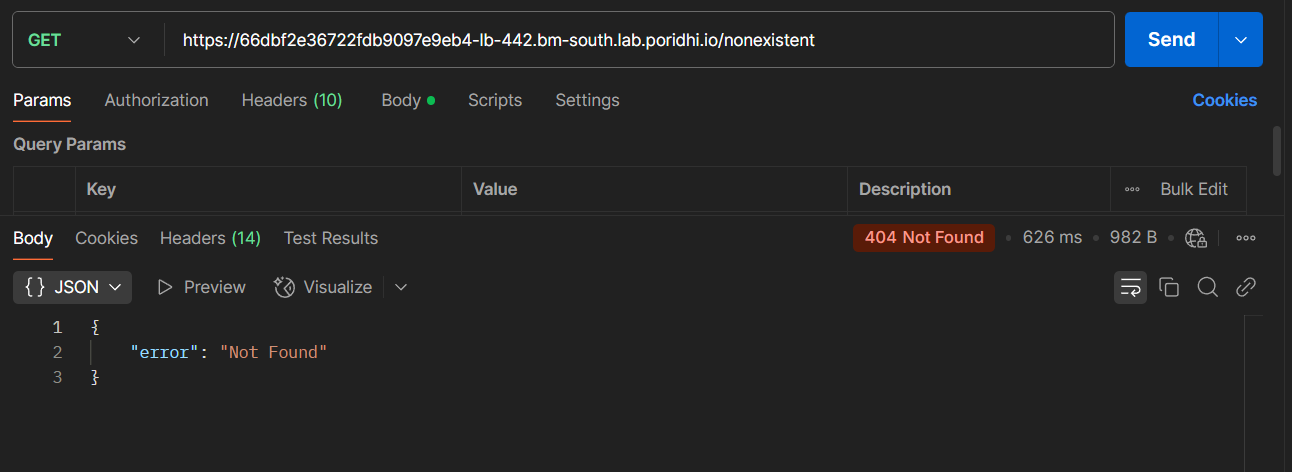 GET https://66dbf2e36722fdb9097e9eb4-lb-442.bm-south.lab.poridhi.io/nonexistent Send
Params Authorization Headers (10) Body Scripts Settings Cookies
Query Params
Key Value Description Bulk Edit
Body Cookies Headers (14) Test Results 404 Not Found 626 ms 982 B
{} JSON Preview Visualize
1 {
2 "error": "Not Found"
3 }